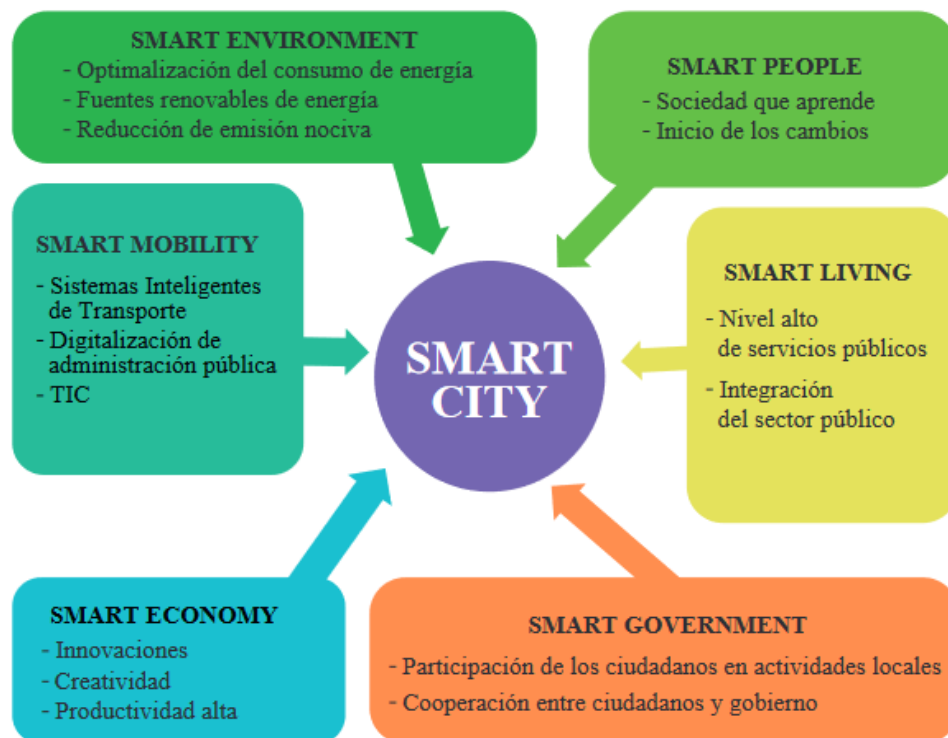 SMART ENVIRONMENT
- Optimalización del consumo de energía
- Fuentes renovables de energía
- Reducción de emisión nociva
SMART PEOPLE
- Sociedad que aprende
- Inicio de los cambios
SMART MOBILITY
- Sistemas Inteligentes
de Transporte
- Digitalización de
administración pública
- TIC
SMART
CITY
SMART LIVING
- Nivel alto
de servicios públicos
- Integración
del sector público
SMART ECONOMY
- Innovaciones
- Creatividad
- Productividad alta
SMART GOVERNMENT
- Participación de los ciudadanos en actividades locales
- Cooperación entre ciudadanos y gobierno